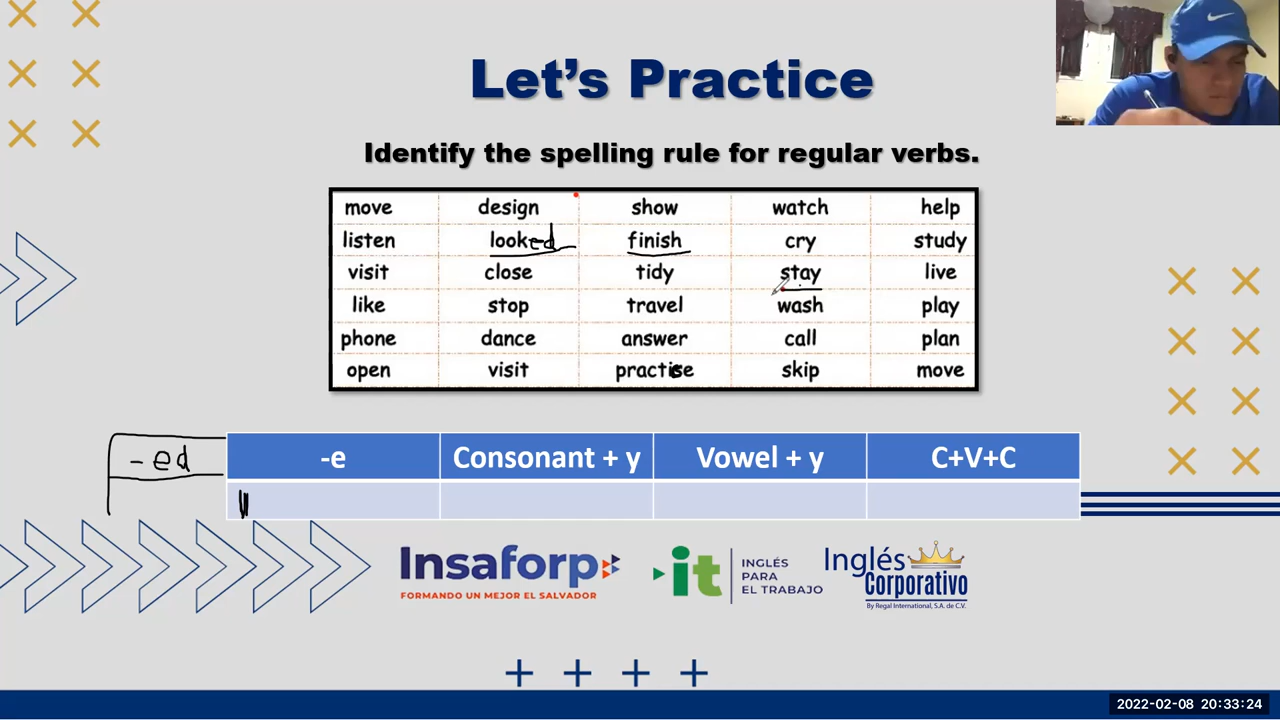 Let's Practice
Identify the spelling rule for regular verbs.
move design show watch help
listen looked finish cry study
visit close tidy stay live
like stop travel wash play
phone dance answer call plan
open visit practise skip move
-ed -e Consonant + y Vowel + y C+V+C
Insaforp
FORMANDO UN MEJOR EL SALVADOR
it
INGLÉS
PARA
EL TRABAJO
Inglés
Corporativo
By Regal International, S.A. de C.V.
2022-02-08 20:33:24